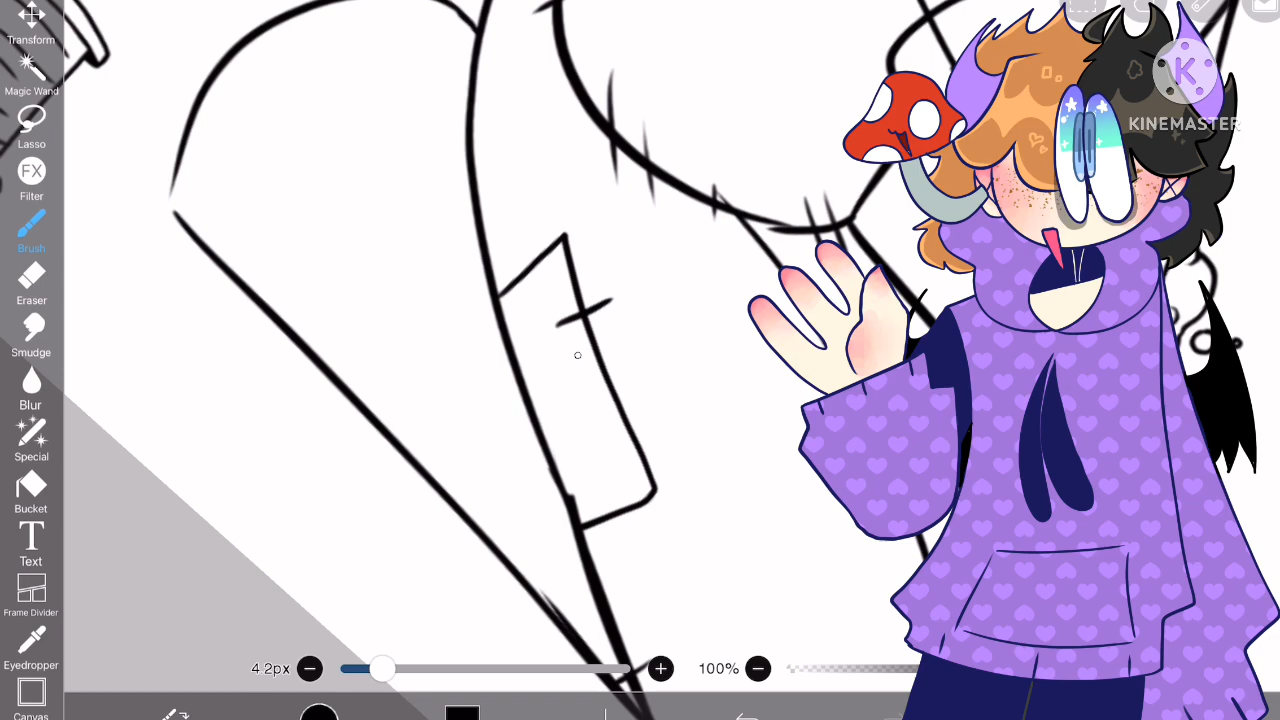 Transform
Magic Wand
Lasso
FX
Filter
Brush
Eraser
Smudge
Blur
Special
Bucket
T
Text
Frame Divider
Eyedropper
Canvas
4.2px
100%
K
KINEMASTER